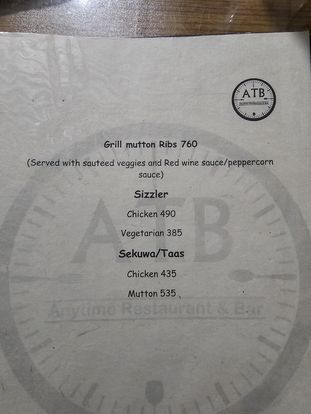 ATB
Grill mutton Ribs 760
(Served with sauteed veggies and Red wine sauce/peppercorn
sauce)
Sizzler
Chicken 490
Vegetarian 385
ATB
Sekuwa/Taas
Chicken 435
Mutton 535
Anytime Restaurant & Bar